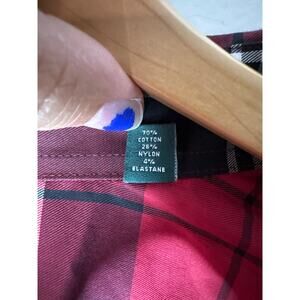 70%
COTTON
26%
NYLON
4%
ELASTANE